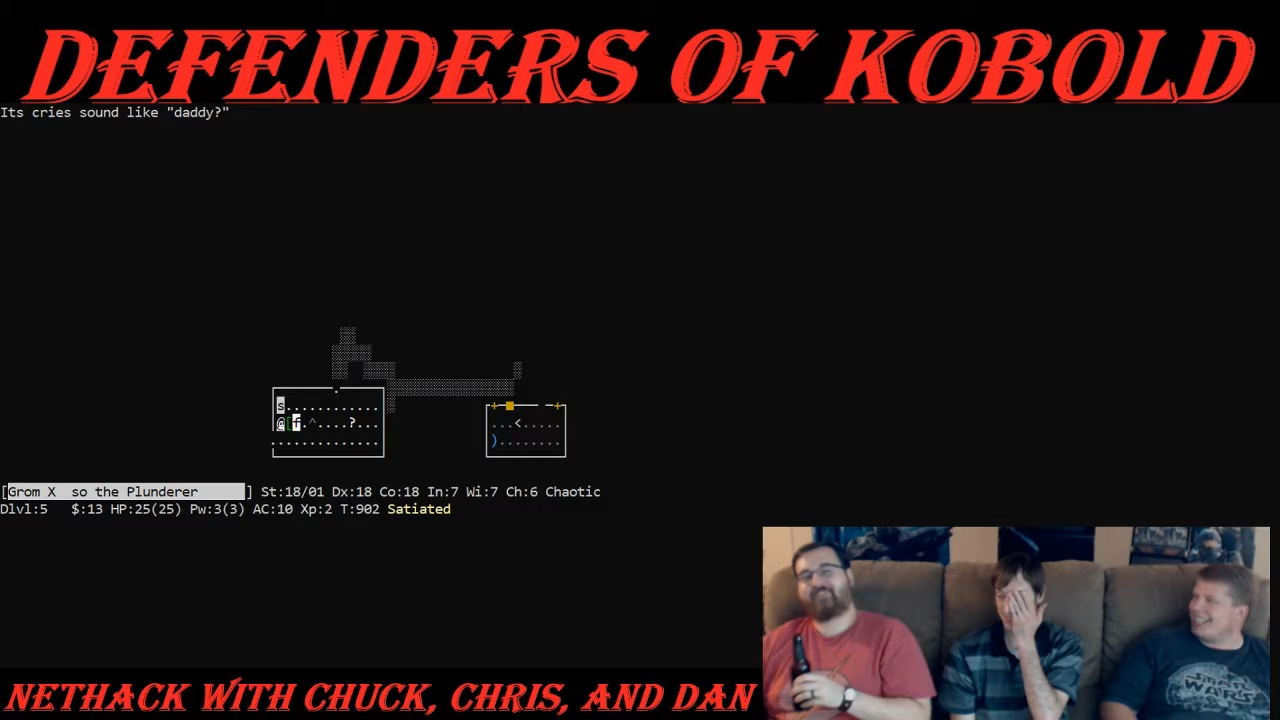 DEFENDERS OF KOBOLD
Its cries sound like "daddy?"
s............
@[f.^....?...
..............
+ +
...<.....
)........
[Grom X so the Plunderer ] St:18/01 Dx:18 Co:18 In:7 Wi:7 Ch:6 Chaotic
Dlvl:5 $:13 HP:25(25) Pw:3(3) AC:10 Xp:2 T:902 Satiated
STAR
WARS
NETHACK WITH CHUCK, CHRIS, AND DAN